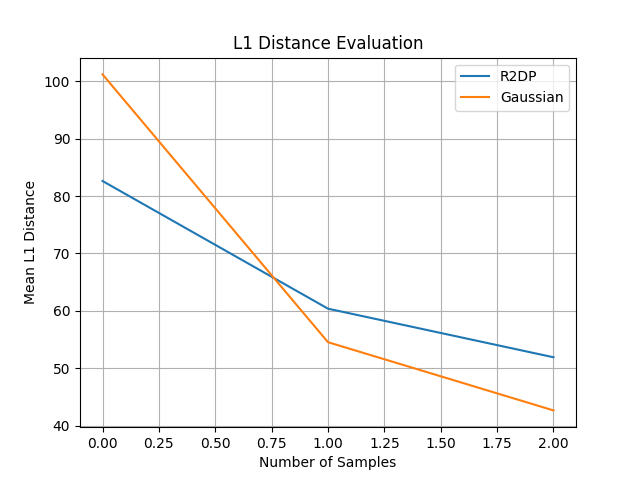 L1 Distance Evaluation
R2DP
Gaussian
Mean L1 Distance
100
90
80
70
60
50
40
0.00 0.25 0.50 0.75 1.00 1.25 1.50 1.75 2.00
Number of Samples